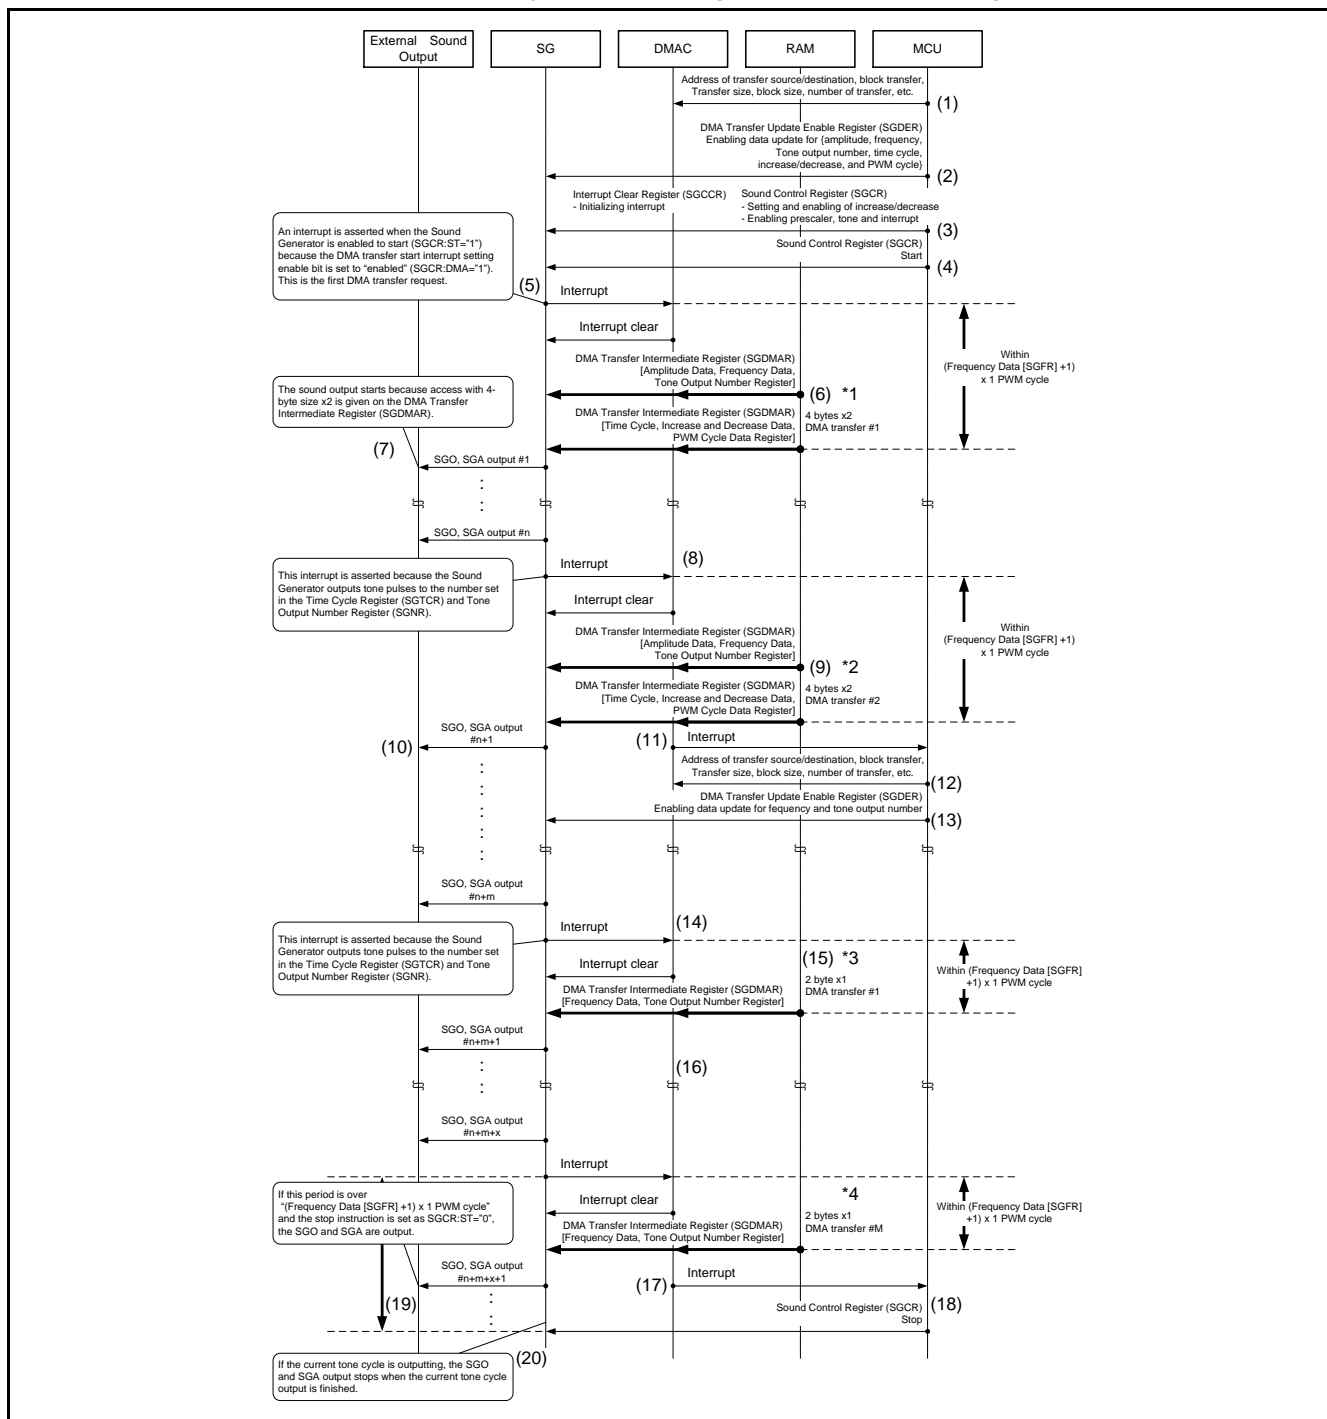 External Sound
Output
SG
DMAC
RAM
MCU
Address of transfer source/destination, block transfer,
Transfer size, block size, number of transfer, etc.
(1)
DMA Transfer Update Enable Register (SGDER)
Enabling data update for {amplitude, frequency,
Tone output number, time cycle,
increase/decrease, and PWM cycle}
(2)
Interrupt Clear Register (SGCCR)
- Initializing interrupt
Sound Control Register (SGCR)
- Setting and enabling of increase/decrease
- Enabling prescaler, tone and interrupt
(3)
Sound Control Register (SGCR)
Start
(4)
An interrupt is asserted when the Sound
Generator is enabled to start (SGCR:ST="1")
because the DMA transfer start interrupt setting
enable bit is set to “enabled” (SGCR:DMA="1").
This is the first DMA transfer request.
(5)
Interrupt
Interrupt clear
DMA Transfer Intermediate Register (SGDMAR)
[Amplitude Data, Frequency Data,
Tone Output Number Register]
(6) *1
DMA Transfer Intermediate Register (SGDMAR)
[Time Cycle, Increase and Decrease Data,
PWM Cycle Data Register]
4 bytes x2
DMA transfer #1
Within
(Frequency Data [SGFR] +1)
x 1 PWM cycle
The sound output starts because access with 4-
byte size x2 is given on the DMA Transfer
Intermediate Register (SGDMAR).
(7)
SGO, SGA output #1
SGO, SGA output #n
(8)
Interrupt
This interrupt is asserted because the Sound
Generator outputs tone pulses to the number set
in the Time Cycle Register (SGTCR) and Tone
Output Number Register (SGNR).
Interrupt clear
DMA Transfer Intermediate Register (SGDMAR)
[Amplitude Data, Frequency Data,
Tone Output Number Register]
(9) *2
DMA Transfer Intermediate Register (SGDMAR)
[Time Cycle, Increase and Decrease Data,
PWM Cycle Data Register]
4 bytes x2
DMA transfer #2
Within
(Frequency Data [SGFR] +1)
x 1 PWM cycle
(10)
SGO, SGA output
#n+1
(11)
Interrupt
Address of transfer source/destination, block transfer,
Transfer size, block size, number of transfer, etc.
(12)
DMA Transfer Update Enable Register (SGDER)
Enabling data update for fequency and tone output number
(13)
SGO, SGA output
#n+m
(14)
Interrupt
This interrupt is asserted because the Sound
Generator outputs tone pulses to the number set
in the Time Cycle Register (SGTCR) and Tone
Output Number Register (SGNR).
Interrupt clear
(15) *3
2 byte x1
DMA transfer #1
Within (Frequency Data [SGFR]
+1) x 1 PWM cycle
DMA Transfer Intermediate Register (SGDMAR)
[Frequency Data, Tone Output Number Register]
SGO, SGA output
#n+m+1
(16)
SGO, SGA output
#n+m+x
Interrupt
If this period is over
“(Frequency Data [SGFR] +1) x 1 PWM cycle”
and the stop instruction is set as SGCR:ST="0",
the SGO and SGA are output.
Interrupt clear
*4
2 bytes x1
DMA transfer #M
Within (Frequency Data [SGFR]
+1) x 1 PWM cycle
DMA Transfer Intermediate Register (SGDMAR)
[Frequency Data, Tone Output Number Register]
SGO, SGA output
#n+m+x+1
(17)
Interrupt
(18)
Sound Control Register (SGCR)
Stop
(19)
(20)
If the current tone cycle is outputting, the SGO
and SGA output stops when the current tone cycle
output is finished.